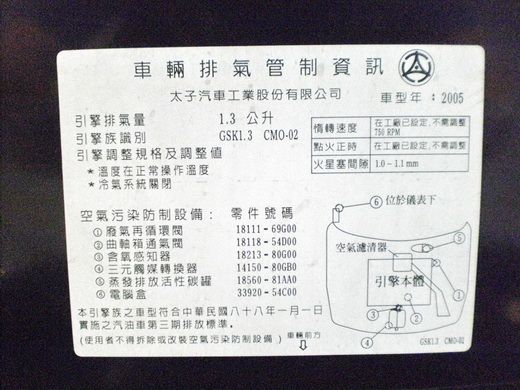 車輛排氣管制資訊
太子汽車工業股份有限公司
車型年：2005
引擎排氣量 1.3 公升
引擎族識別 GSK1.3 CMO-02
引擎調整規格及調整值
*溫度在正常操作溫度
*冷氣系統關閉
惰轉速度 在工廠已設定,不需調整 750 RPM
點火正時 在工廠已設定,不需調整
火星塞間隙 1.0-1.1mm
空氣污染防制設備： 零件號碼
①廢氣再循環閥 18111-69G00
②曲軸箱通氣閥 18118-54D00
③含氧感知器 18213-80G00
④三元觸媒轉換器 14150-80GB0
⑤蒸發排放活性碳罐 18560-81AA0
⑥電腦盒 33920-54C00
本引擎族之車型符合中華民國八十八年一月一日
實施之汽油車第三期排放標準。
(使用者不得拆除或改裝空氣污染防制設備)
車輛前方
⑥位於儀表下
空氣濾清器
引擎本體
⑤
①
②
③
④
GSK1.3 CMO-02